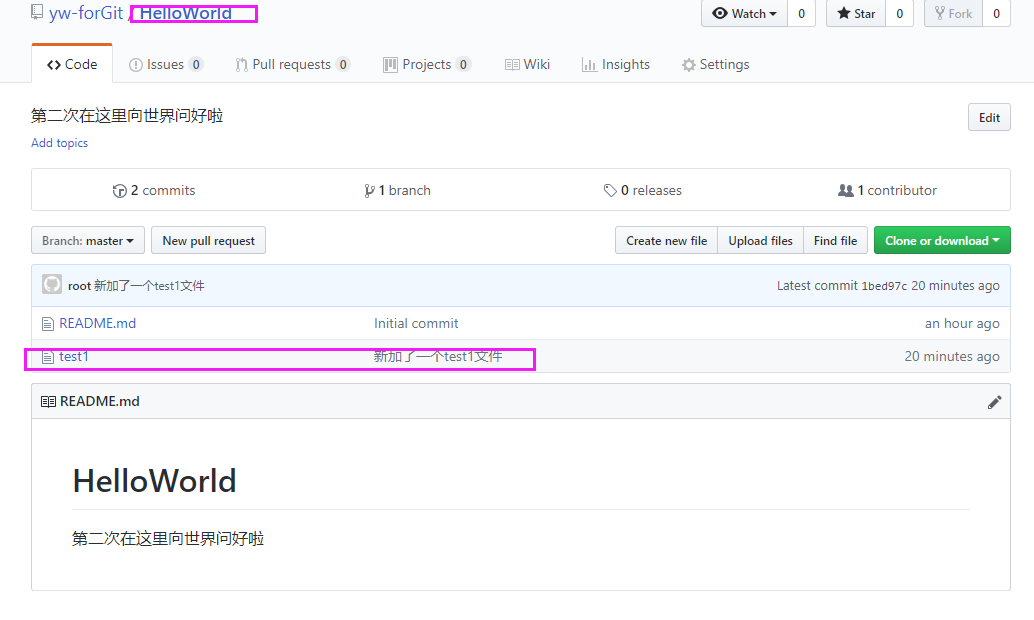 yw-forGit / HelloWorld Watch 0 Star 0 Fork 0
Code Issues 0 Pull requests 0 Projects 0 Wiki Insights Settings
第二次在这里向世界问好啦 Edit
Add topics
2 commits 1 branch 0 releases 1 contributor
Branch: master New pull request Create new file Upload files Find file Clone or download
root 新加了一个test1文件 Latest commit 1bed97c 20 minutes ago
README.md Initial commit an hour ago
test1 新加了一个test1文件 20 minutes ago
README.md
HelloWorld
第二次在这里向世界问好啦